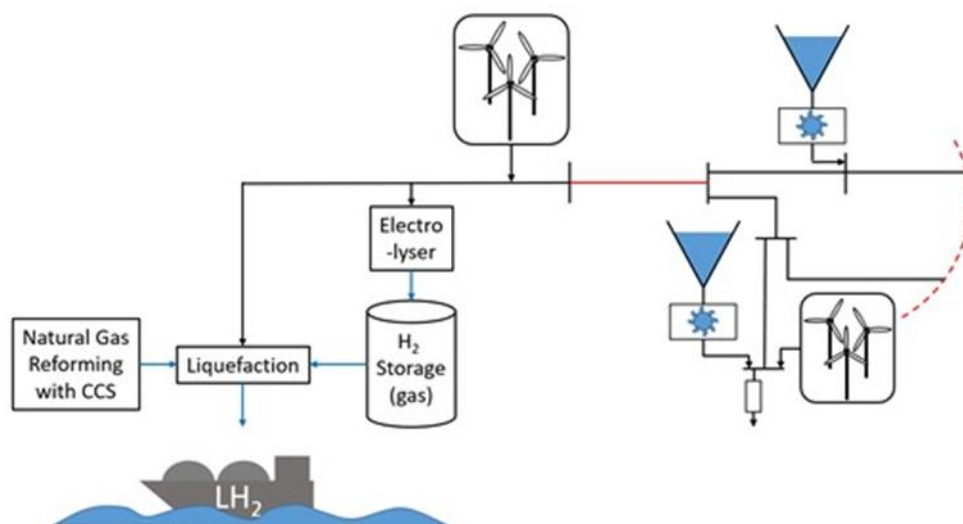 Electro
-lyser
Natural Gas
Reforming
with CCS
Liquefaction
H₂
Storage
(gas)
LH₂